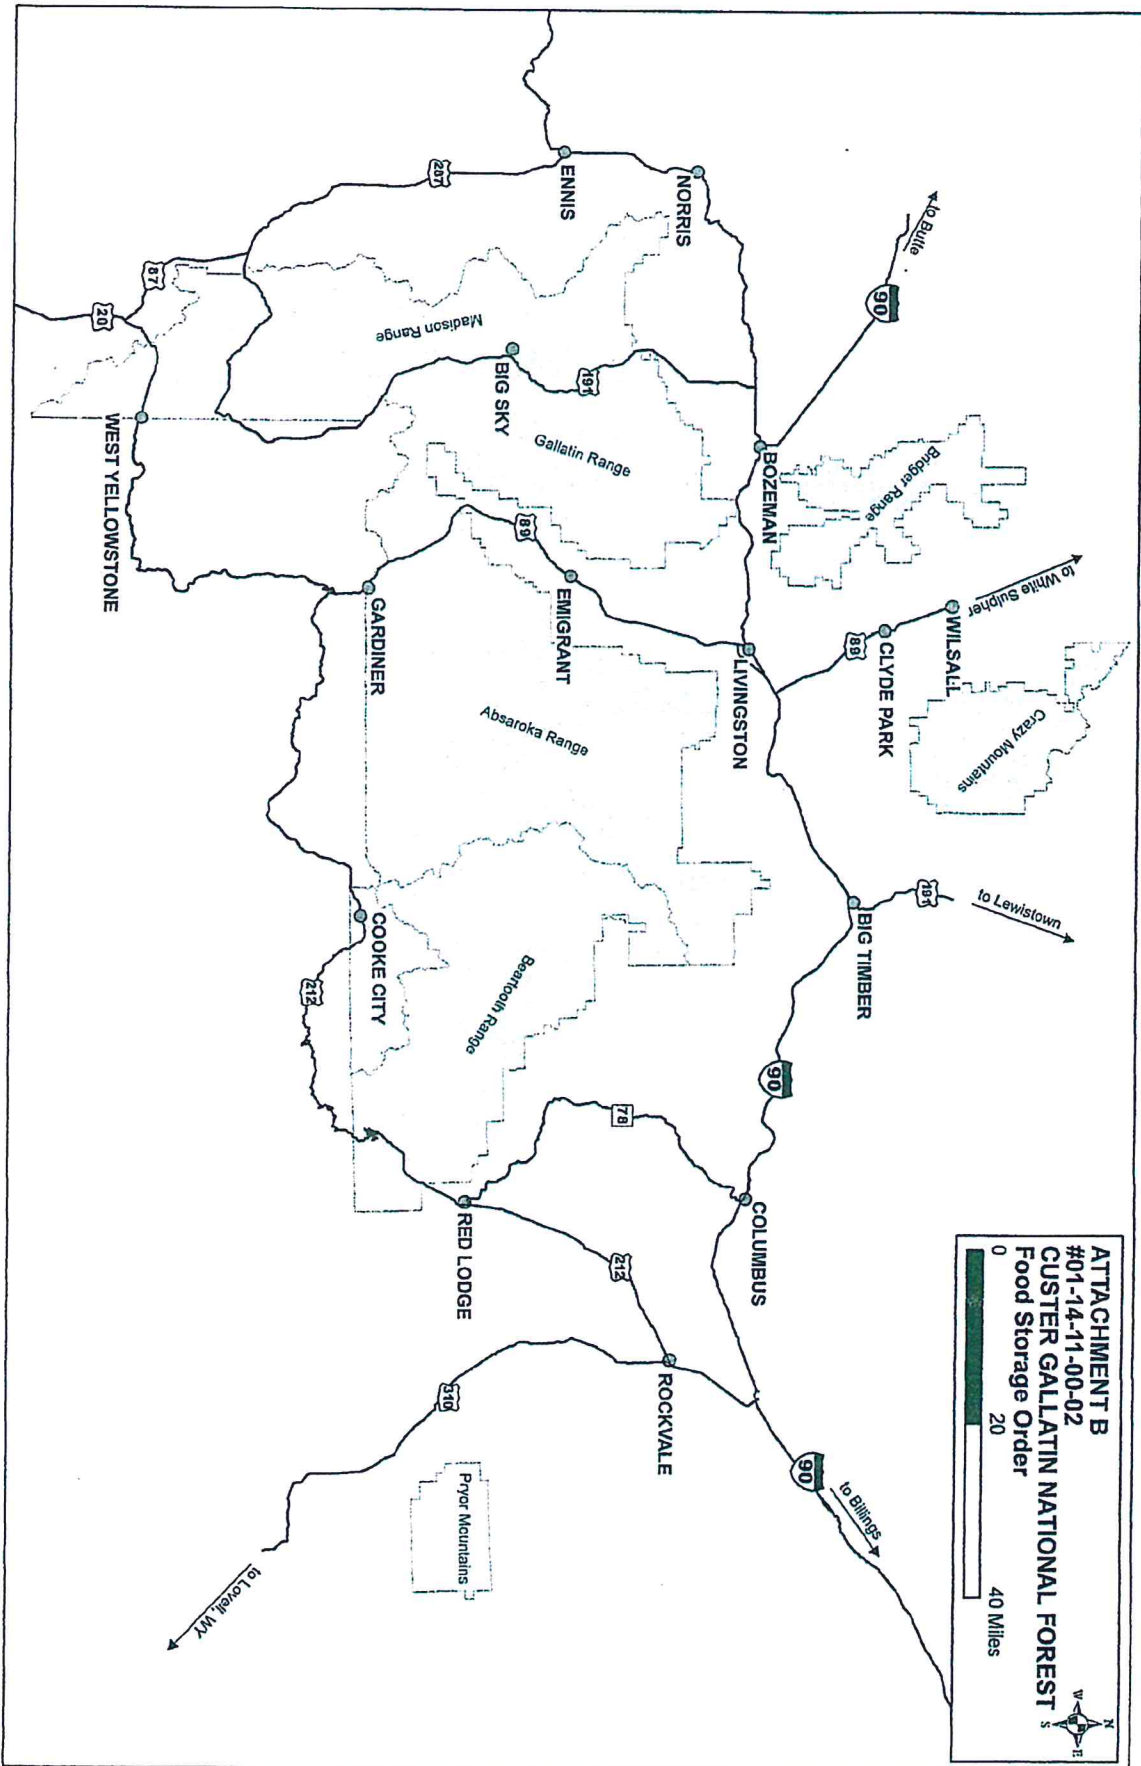 ATTACHMENT B
#01-14-11-00-02
CUSTER GALLATIN NATIONAL FOREST
Food Storage Order
0 20 40 Miles
N
W E
S
to White Sulpher
Crazy Mountains
WILSALL
to Lewistown
to Butte
Bridger Range
CLYDE PARK
191
90
89
BIG TIMBER
to Billings
BOZEMAN
90
90
NORRIS
LIVINGSTON
COLUMBUS
78
212
ROCKVALE
191
Gallatin Range
EMIGRANT
ENNIS
BIG SKY
89
Absaroka Range
Beartooth Range
RED LODGE
287
Madison Range
310
Pryor Mountains
GARDINER
COOKE CITY
212
87
20
WEST YELLOWSTONE
to Lovell, WY